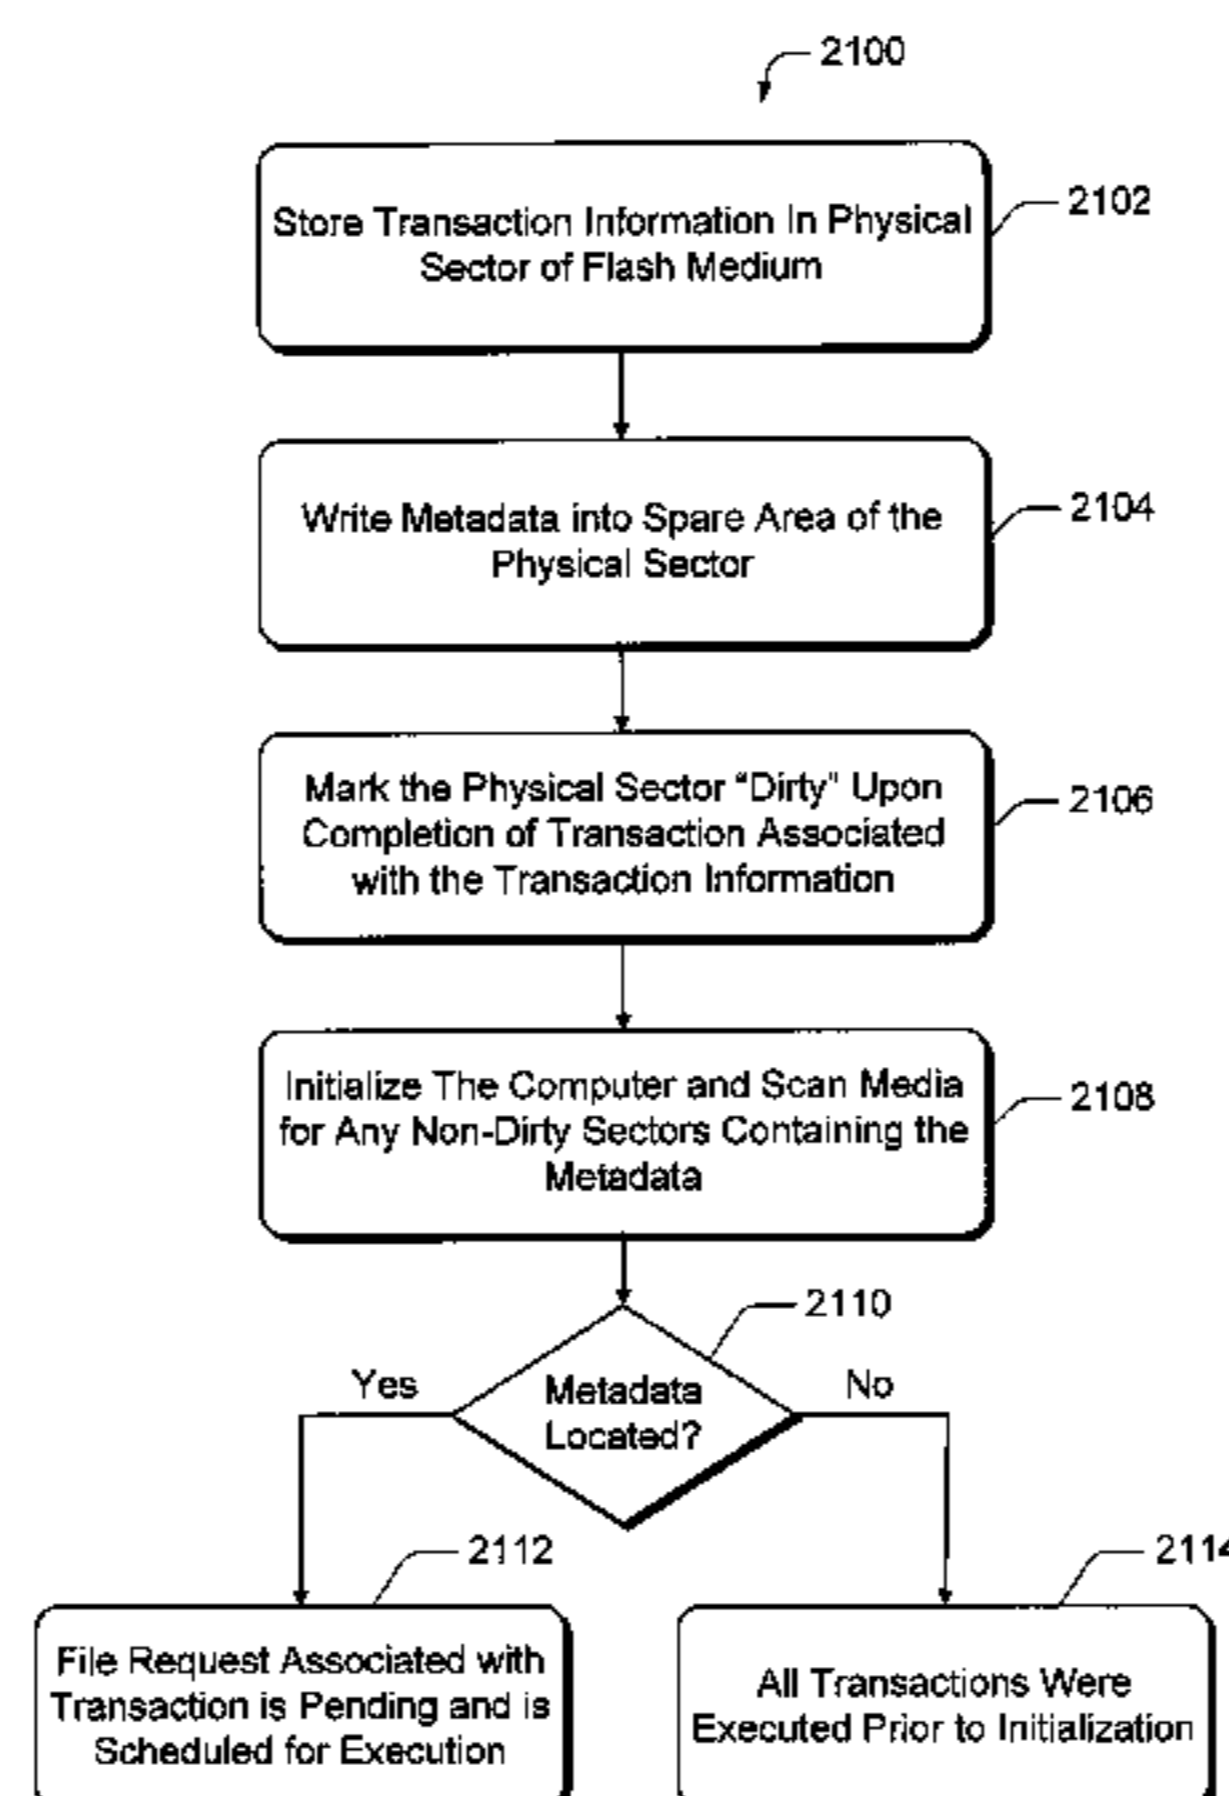 2100
Store Transaction Information In Physical
Sector of Flash Medium
2102
Write Metadata into Spare Area of the
Physical Sector
2104
Mark the Physical Sector "Dirty" Upon
Completion of Transaction Associated
with the Transaction Information
2106
Initialize The Computer and Scan Media
for Any Non-Dirty Sectors Containing the
Metadata
2108
2110
Metadata
Located?
Yes
No
2112
File Request Associated with
Transaction is Pending and is
Scheduled for Execution
2114
All Transactions Were
Executed Prior to Initialization